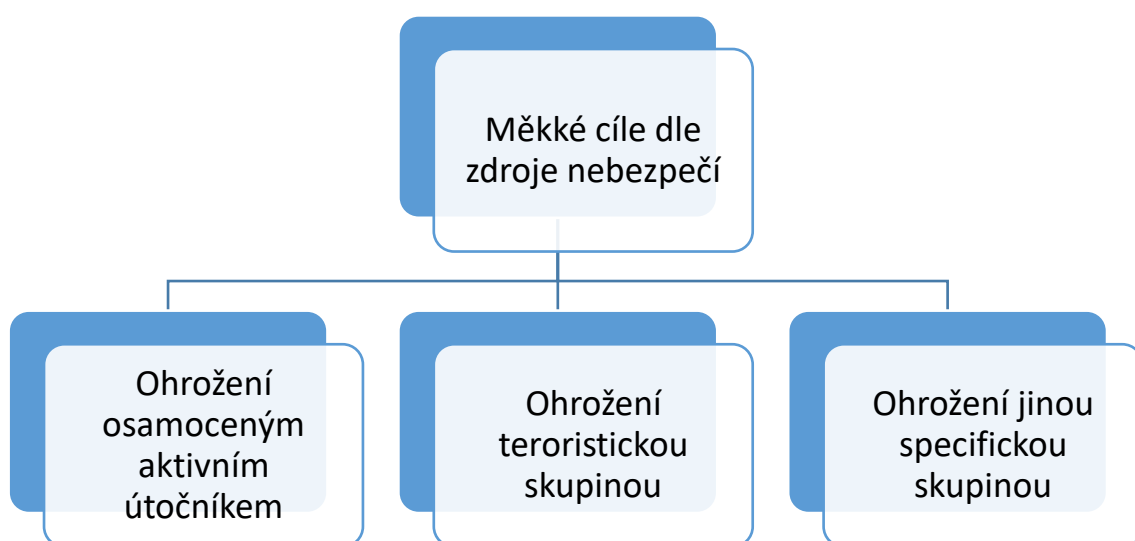 Měkké cíle dle
zdroje nebezpečí
Ohrožení
osamoceným
aktivním
útočníkem
Ohrožení
teroristickou
skupinou
Ohrožení jinou
specifickou
skupinou